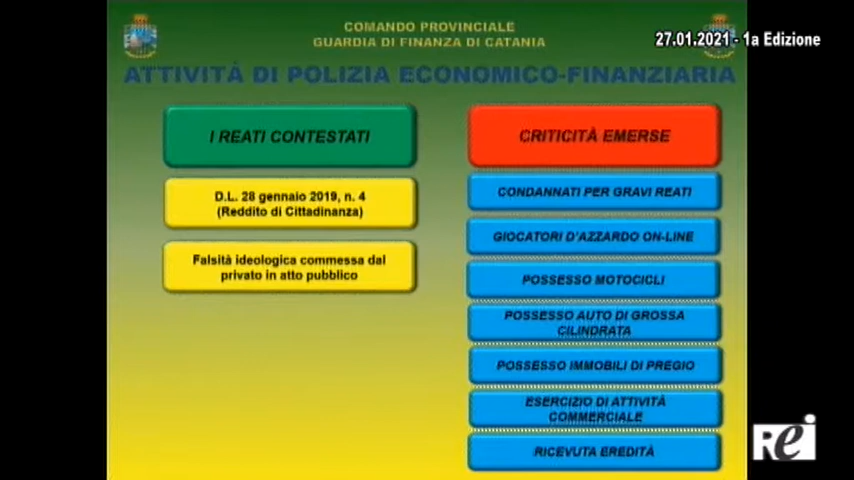 COMANDO PROVINCIALE
GUARDIA DI FINANZA DI CATANIA
27.01.2021 - 1a Edizione
ATTIVITÀ DI POLIZIA ECONOMICO-FINANZIARIA
I REATI CONTESTATI
D.L. 28 gennaio 2019, n. 4
(Reddito di Cittadinanza)
Falsità ideologica commessa dal
privato in atto pubblico
CRITICITÀ EMERSE
CONDANNATI PER GRAVI REATI
GIOCATORI D'AZZARDO ON-LINE
POSSESSO MOTOCICLI
POSSESSO AUTO DI GROSSA
CILINDRATA
POSSESSO IMMOBILI DI PREGIO
ESERCIZIO DI ATTIVITÀ
COMMERCIALE
RICEVUTA EREDITÀ
Rei